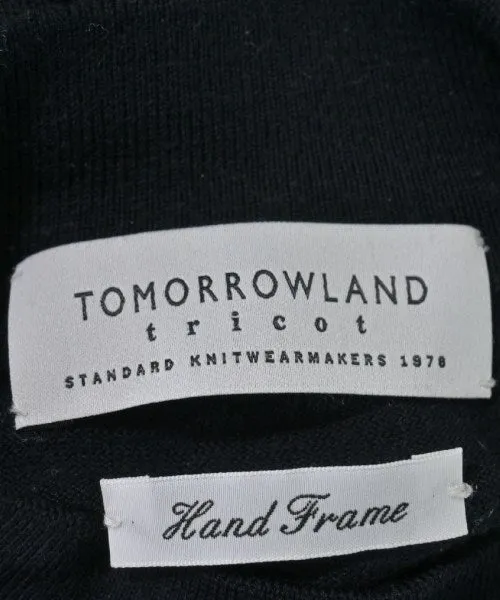 TOMORROWLAND
tricot
STANDARD KNITWEARMAKERS 1978
Hand Frame